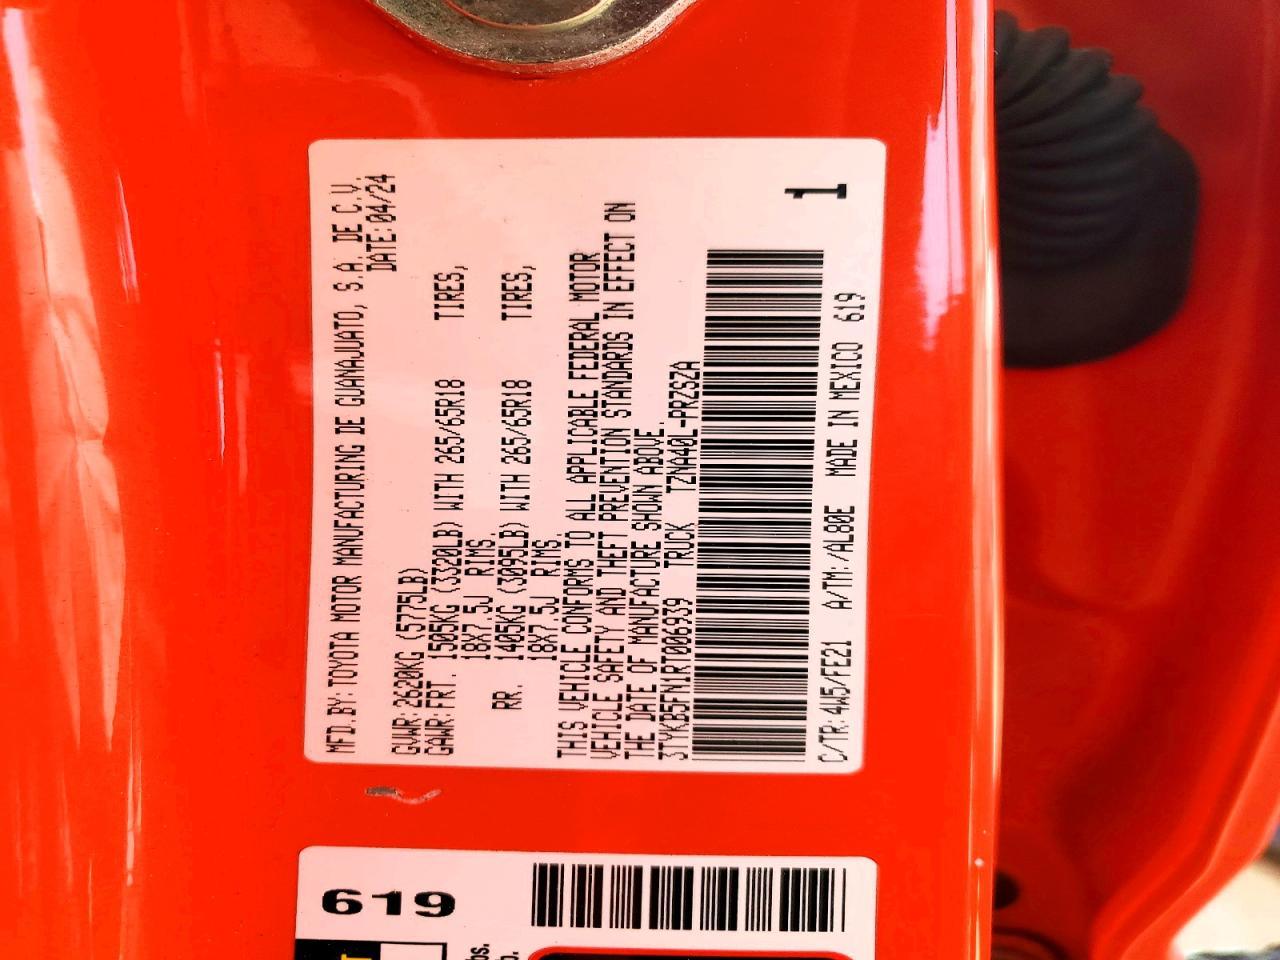 MFD.BY:TOYOTA MOTOR MANUFACTURING DE GUANAJUATO, S.A. DE C.V.
DATE:04/24
GVWR:2620KG (5775LB)
GAWR:FRT. 1505KG (3320LB) WITH 265/65R18 TIRES,
18X7.5J RIMS.
RR. 1405KG (3095LB) WITH 265/65R18 TIRES,
18X7.5J RIMS.
THIS VEHICLE CONFORMS TO ALL APPLICABLE FEDERAL MOTOR
VEHICLE SAFETY AND THEFT PREVENTION STANDARDS IN EFFECT ON
THE DATE OF MANUFACTURE SHOWN ABOVE.
3TYKB5FN1RT006939 TRUCK TZNA40L-PRZSZA
C/TR:4W5/FE21 A/TM:/AL80E MADE IN MEXICO 619
1
619